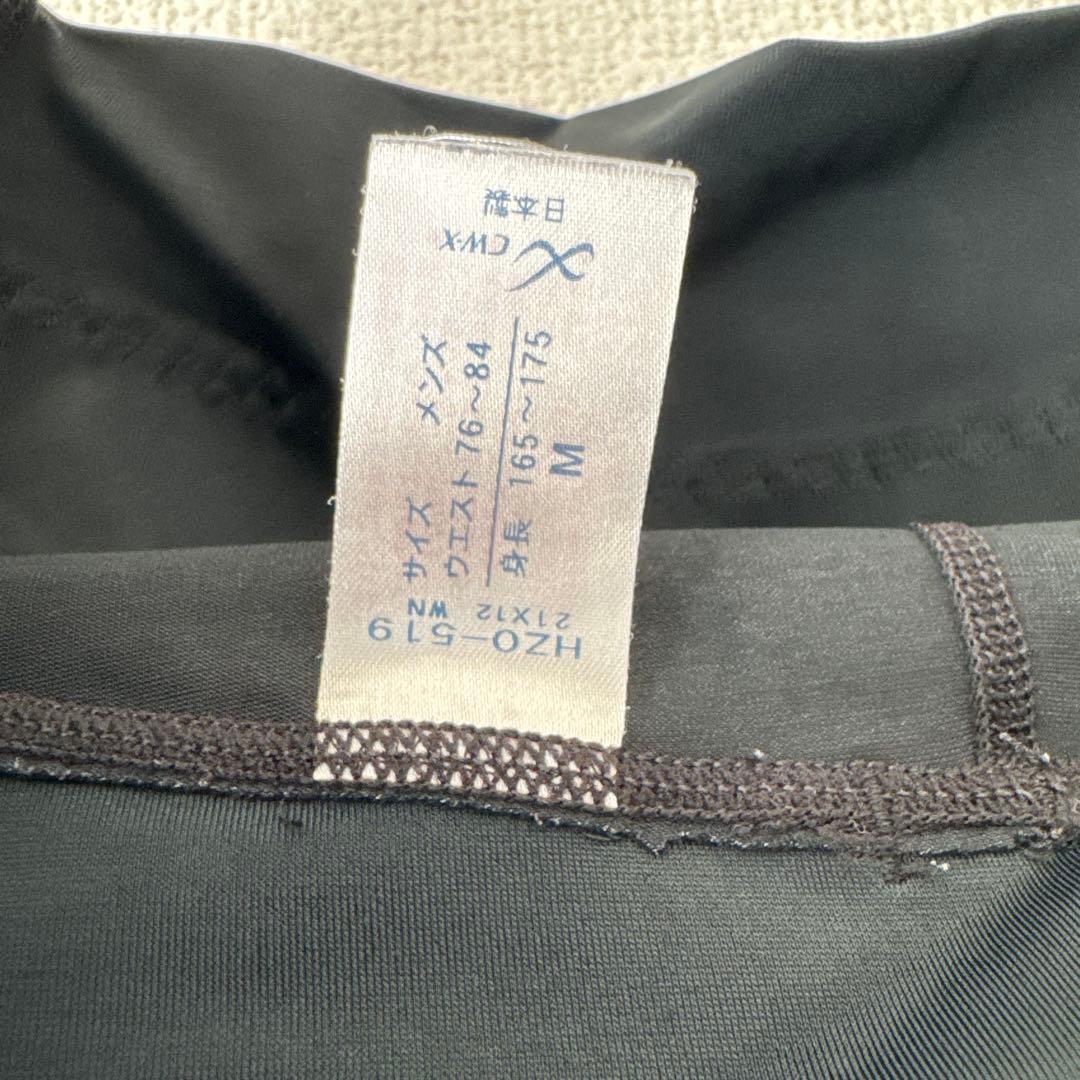 日本製
CW-X
サイズ メンズ
ウエスト 76~84
身長 165~175
M
HZO-519
21X12 WN